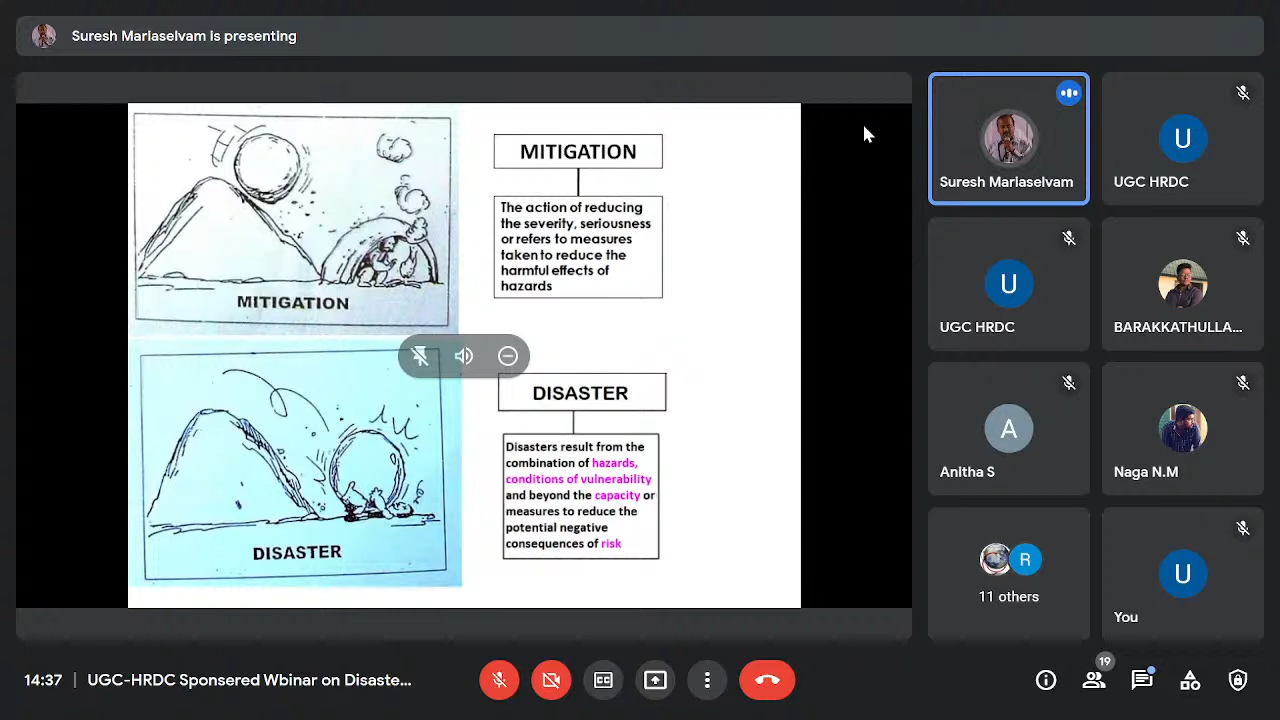 Suresh Mariaselvam is presenting
MITIGATION
MITIGATION
The action of reducing
the severity, seriousness
or refers to measures
taken to reduce the
harmful effects of
hazards
DISASTER
DISASTER
Disasters result from the
combination of hazards,
conditions of vulnerability
and beyond the capacity or
measures to reduce the
potential negative
consequences of risk
Suresh Mariaselvam
U
UGC HRDC
U
UGC HRDC
BARAKKATHULLA...
A
Anitha S
Naga N.M
R
11 others
U
You
14:37 | UGC-HRDC Sponsered Wbinar on Disaste...
19